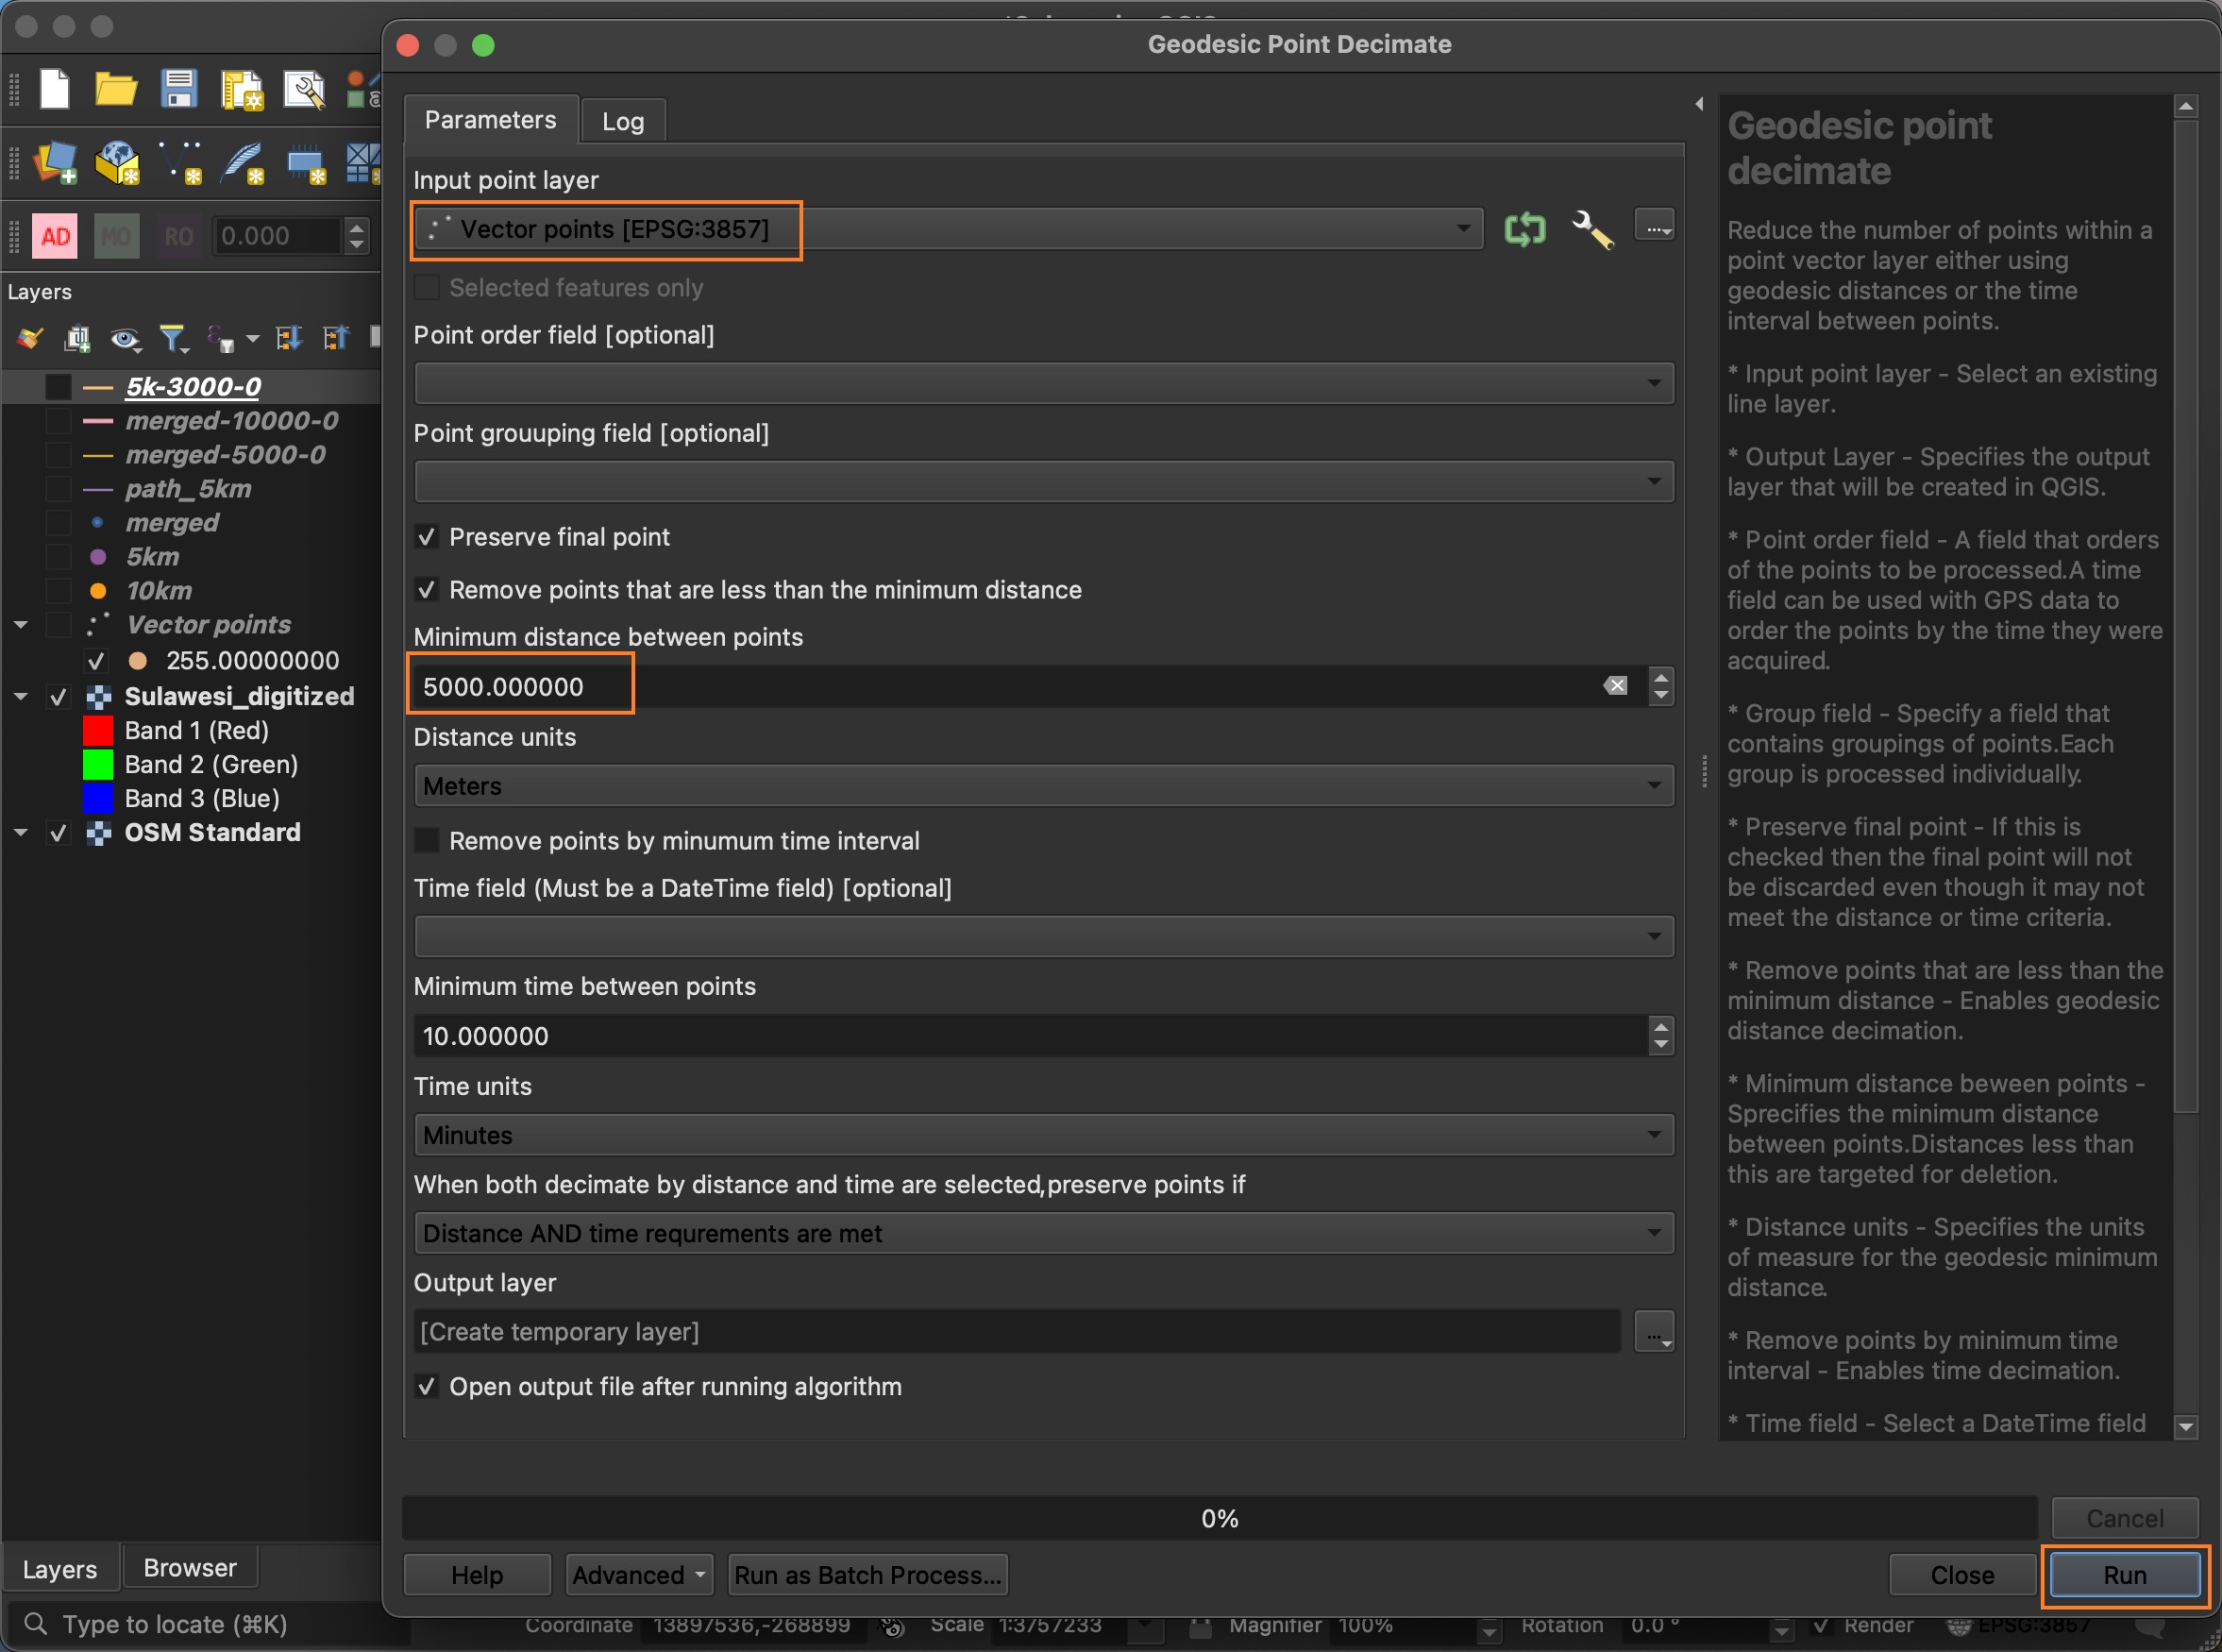 Geodesic Point Decimate
AD
MO
RO
0.000
Layers
5k-3000-0
merged-10000-0
merged-5000-0
path_5km
merged
5km
10km
Vector points
255.00000000
Sulawesi_digitized
Band 1 (Red)
Band 2 (Green)
Band 3 (Blue)
OSM Standard
Layers
Browser
Type to locate (⌘K)
Parameters
Log
Input point layer
Vector points [EPSG:3857]
...
Selected features only
Point order field [optional]
Point grouuping field [optional]
Preserve final point
Remove points that are less than the minimum distance
Minimum distance between points
5000.000000
Distance units
Meters
Remove points by minumum time interval
Time field (Must be a DateTime field) [optional]
Minimum time between points
10.000000
Time units
Minutes
When both decimate by distance and time are selected,preserve points if
Distance AND time requrements are met
Output layer
[Create temporary layer]
...
Open output file after running algorithm
Geodesic point
decimate
Reduce the number of points within a
point vector layer either using
geodesic distances or the time
interval between points.
* Input point layer - Select an existing
line layer.
* Output Layer - Specifies the output
layer that will be created in QGIS.
* Point order field - A field that orders
of the points to be processed.A time
field can be used with GPS data to
order the points by the time they were
acquired.
* Group field - Specify a field that
contains groupings of points.Each
group is processed individually.
* Preserve final point - If this is
checked then the final point will not
be discarded even though it may not
meet the distance or time criteria.
* Remove points that are less than the
minimum distance - Enables geodesic
distance decimation.
* Minimum distance beween points -
Sprecifies the minimum distance
between points.Distances less than
this are targeted for deletion.
* Distance units - Specifies the units
of measure for the geodesic minimum
distance.
* Remove points by minimum time
interval - Enables time decimation.
* Time field - Select a DateTime field
0%
Cancel
Help
Advanced
Run as Batch Process...
Close
Run
Coordinate 13897536,-268899 Scale 1:3757233 Magnifier 100% Rotation 0.0 ° Render EPSG:3857